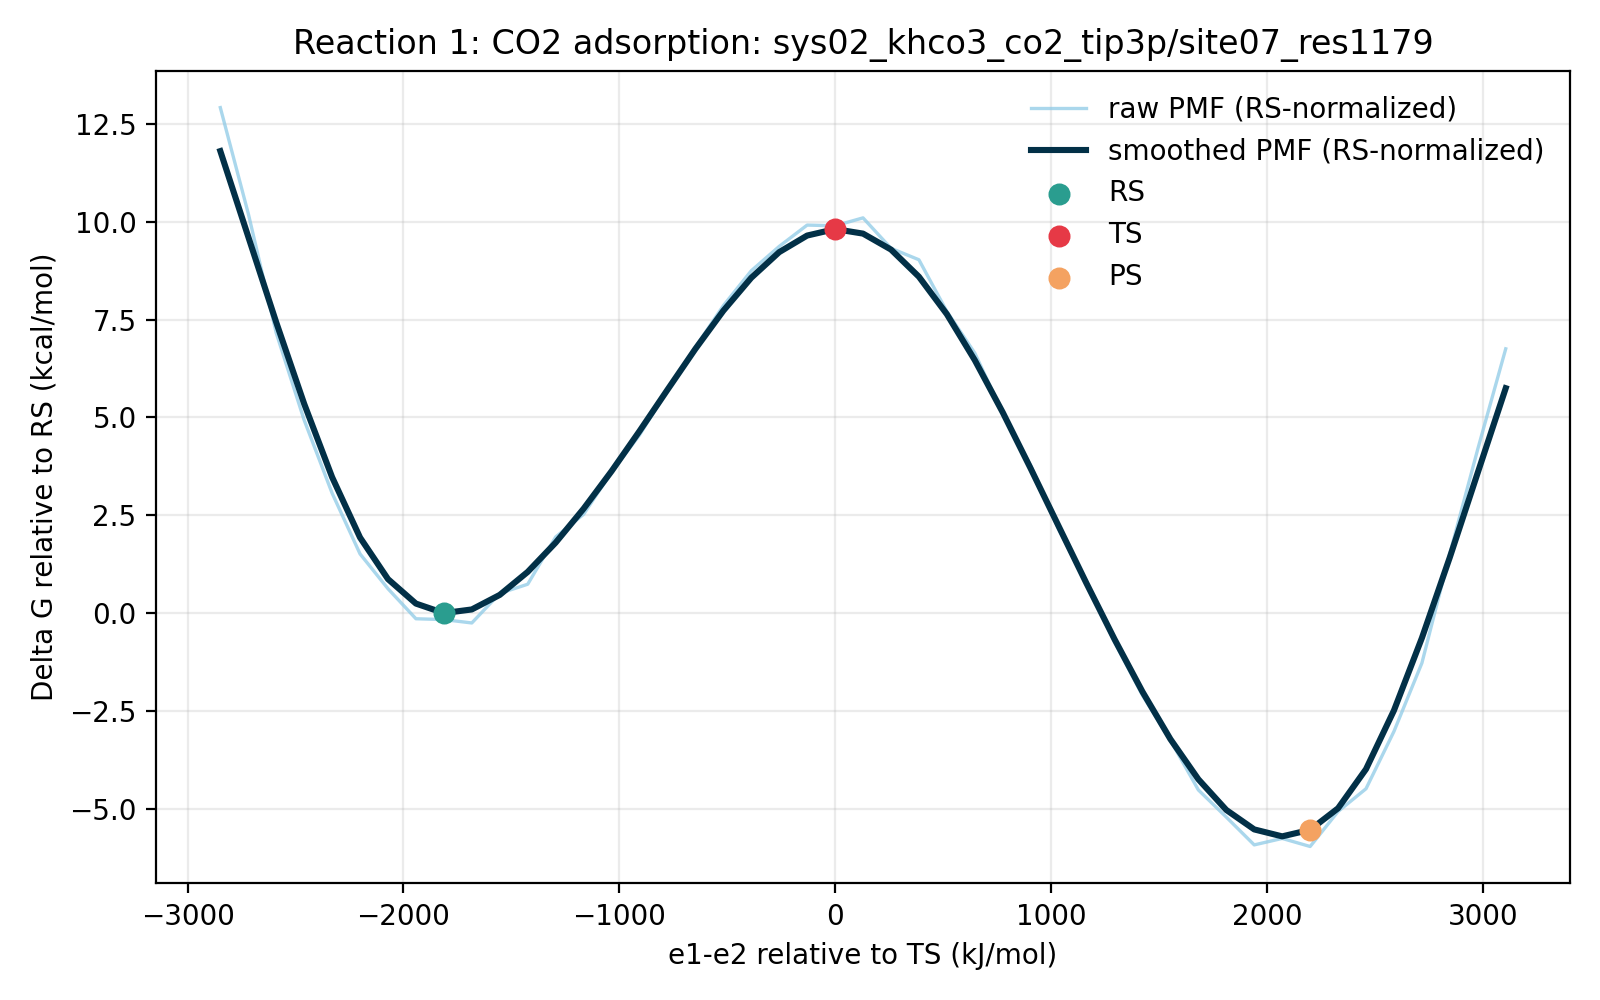 Reaction 1: CO2 adsorption: sys02_khco3_co2_tip3p/site07_res1179
raw PMF (RS-normalized)
smoothed PMF (RS-normalized)
RS
TS
PS
Delta G relative to RS (kcal/mol)
12.5
10.0
7.5
5.0
2.5
0.0
−2.5
−5.0
−3000 −2000 −1000 0 1000 2000 3000
e1-e2 relative to TS (kJ/mol)